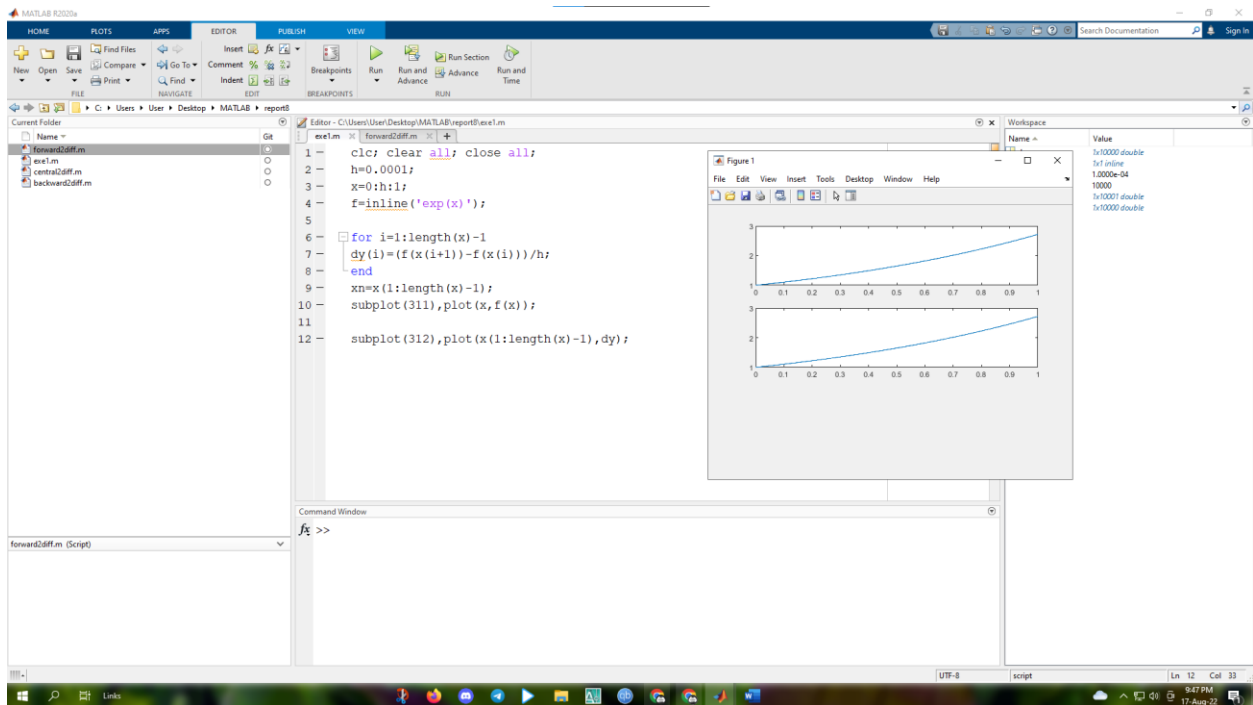 MATLAB R2020a
HOME PLOTS APPS EDITOR PUBLISH VIEW Search Documentation Sign In
New Open Save Find Files Compare Print Go To Find Insert fx Comment % Indent Breakpoints Run Run and Advance Run Section Advance Run and Time
FILE NAVIGATE EDIT BREAKPOINTS RUN
C: Users User Desktop MATLAB report8
Current Folder
Name Git
forward2diff.m
exe1.m
central2diff.m
backward2diff.m
forward2diff.m (Script)
Editor - C:\Users\User\Desktop\MATLAB\report8\exe1.m
exe1.m forward2diff.m +
1 clc; clear all; close all;
2 h=0.0001;
3 x=0:h:1;
4 f=inline('exp(x)');
5
6 for i=1:length(x)-1
7 dy(i)=(f(x(i+1))-f(x(i)))/h;
8 end
9 xn=x(1:length(x)-1);
10 subplot(311),plot(x,f(x));
11
12 subplot(312),plot(x(1:length(x)-1),dy);
Figure 1
File Edit View Insert Tools Desktop Window Help
3
2
1
0 0.1 0.2 0.3 0.4 0.5 0.6 0.7 0.8 0.9 1
3
2
1
0 0.1 0.2 0.3 0.4 0.5 0.6 0.7 0.8 0.9 1
Workspace
Name Value
1x10000 double
1x1 inline
1.0000e-04
10000
1x10001 double
1x10000 double
Command Window
fx >>
UTF-8 script Ln 12 Col 33
Links
9:47 PM
17-Aug-22